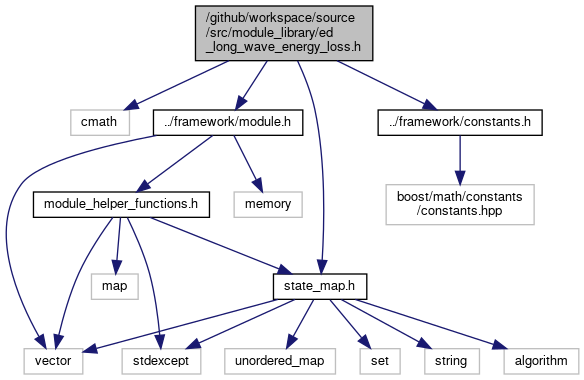 /github/workspace/source
/src/module_library/ed
_long_wave_energy_loss.h
cmath
../framework/module.h
../framework/constants.h
module_helper_functions.h
memory
boost/math/constants
/constants.hpp
map
state_map.h
vector
stdexcept
unordered_map
set
string
algorithm